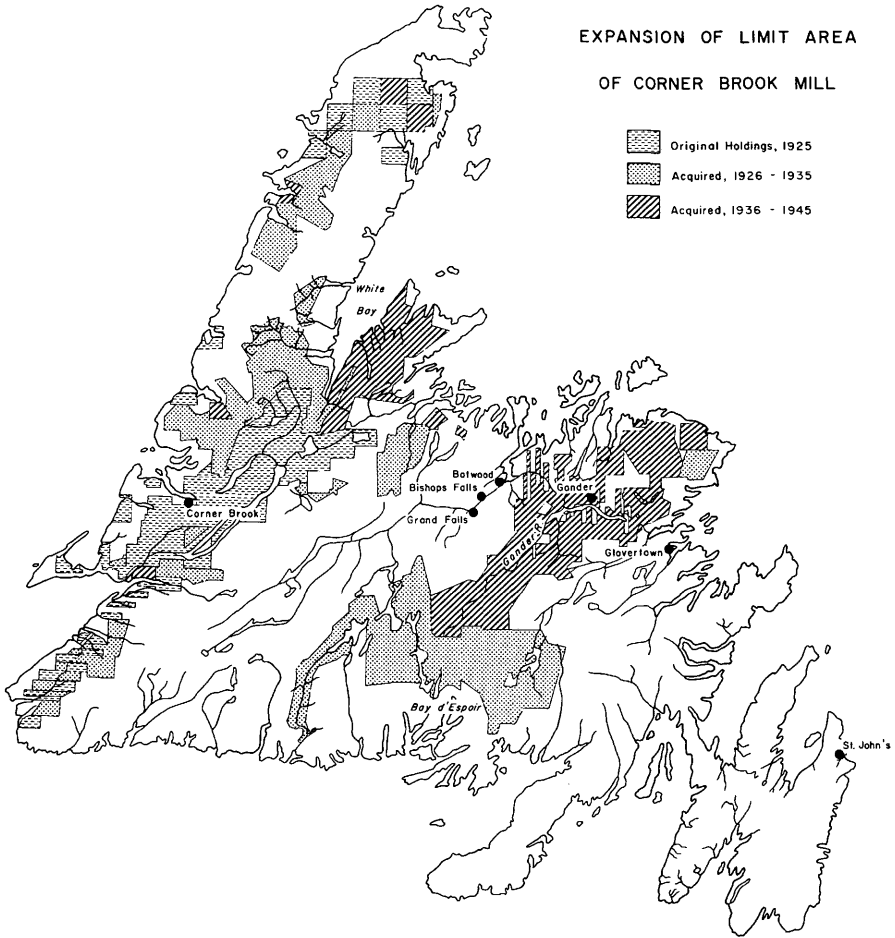 EXPANSION OF LIMIT AREA
OF CORNER BROOK MILL
Original Holdings, 1925
Acquired, 1926 - 1935
Acquired, 1936 - 1945
White
Bay
Botwood
Bishops Falls
Gander
Grand Falls
Corner Brook
Gander R.
Glovertown
Bay d'Espoir
St. John's